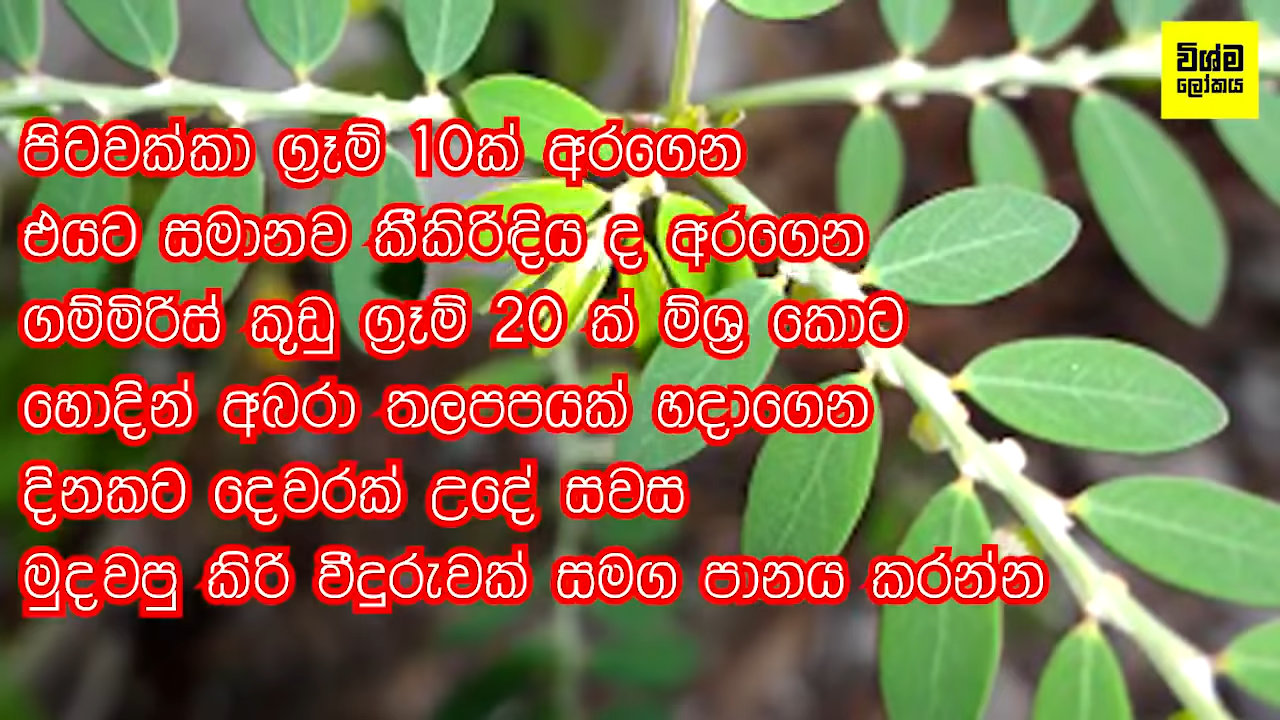 විශ්ම
ලෝකය
පිටවක්කා ග්‍රෑම් 10ක් අරගෙන
එයට සමානව කීකිරිඳිය ද අරගෙන
ගම්මිරිස් කුඩු ග්‍රෑම් 20 ක් මිශ්‍ර කොට
හොදින් අබරා තලපපයක් හදාගෙන
දිනකට දෙවරක් උදේ සවස
මුදවපු කිරි වීදුරුවක් සමග පානය කරන්න